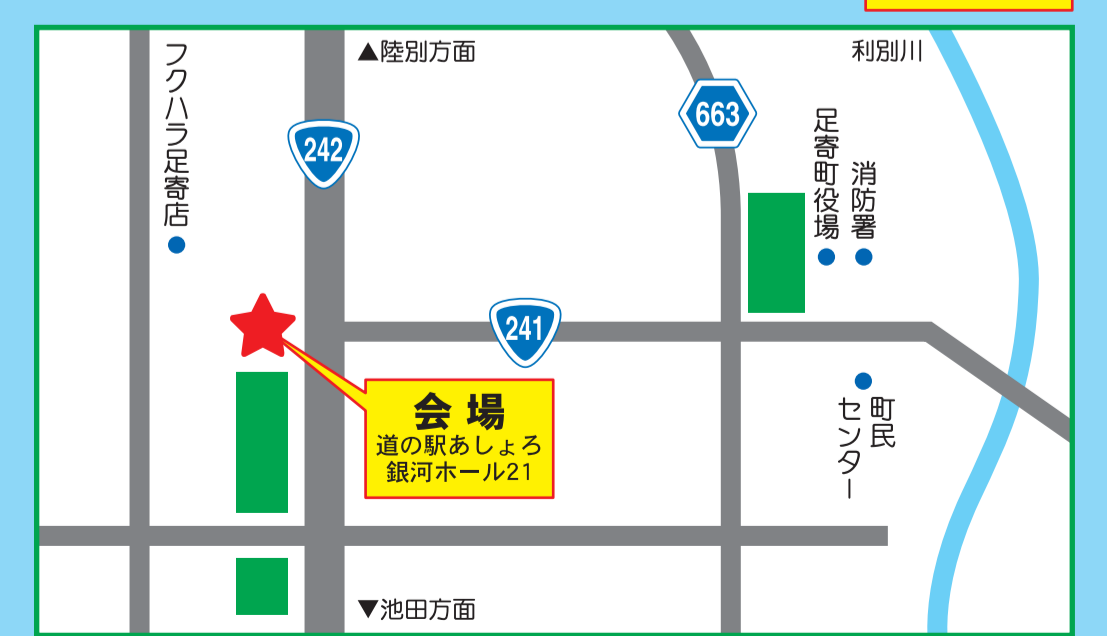 ▲陸別方面
利別川
フクハラ足寄店
242
663
足寄町役場
消防署
241
会場
道の駅あしょろ
銀河ホール21
町民
センター
▼池田方面